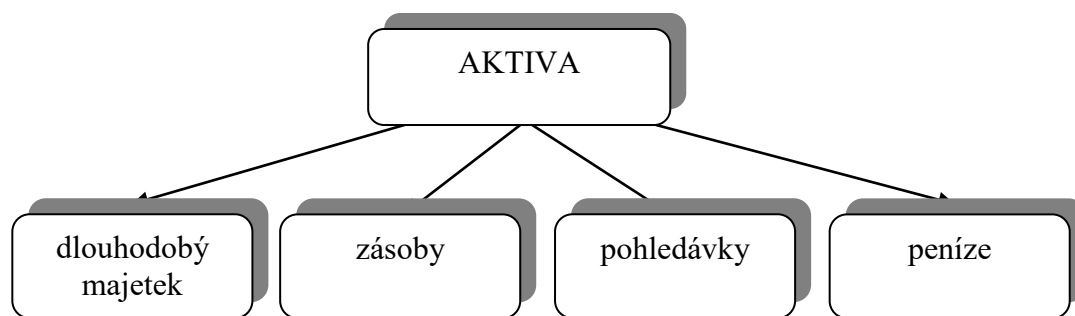 AKTIVA
dlouhodobý
majetek
zásoby
pohledávky
peníze